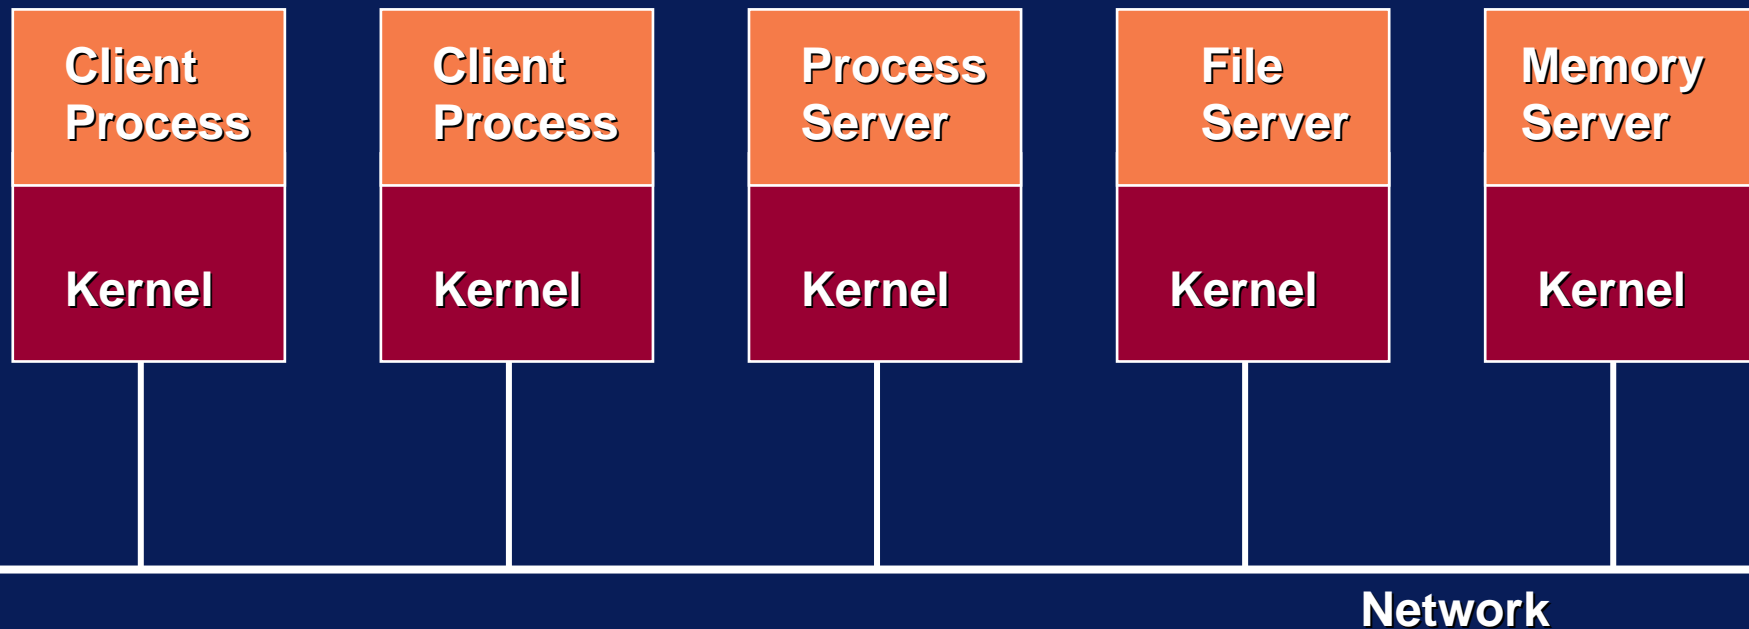 Client
Process
Client
Process
Process
Server
File
Server
Memory
Server
Kernel
Kernel
Kernel
Kernel
Kernel
Network